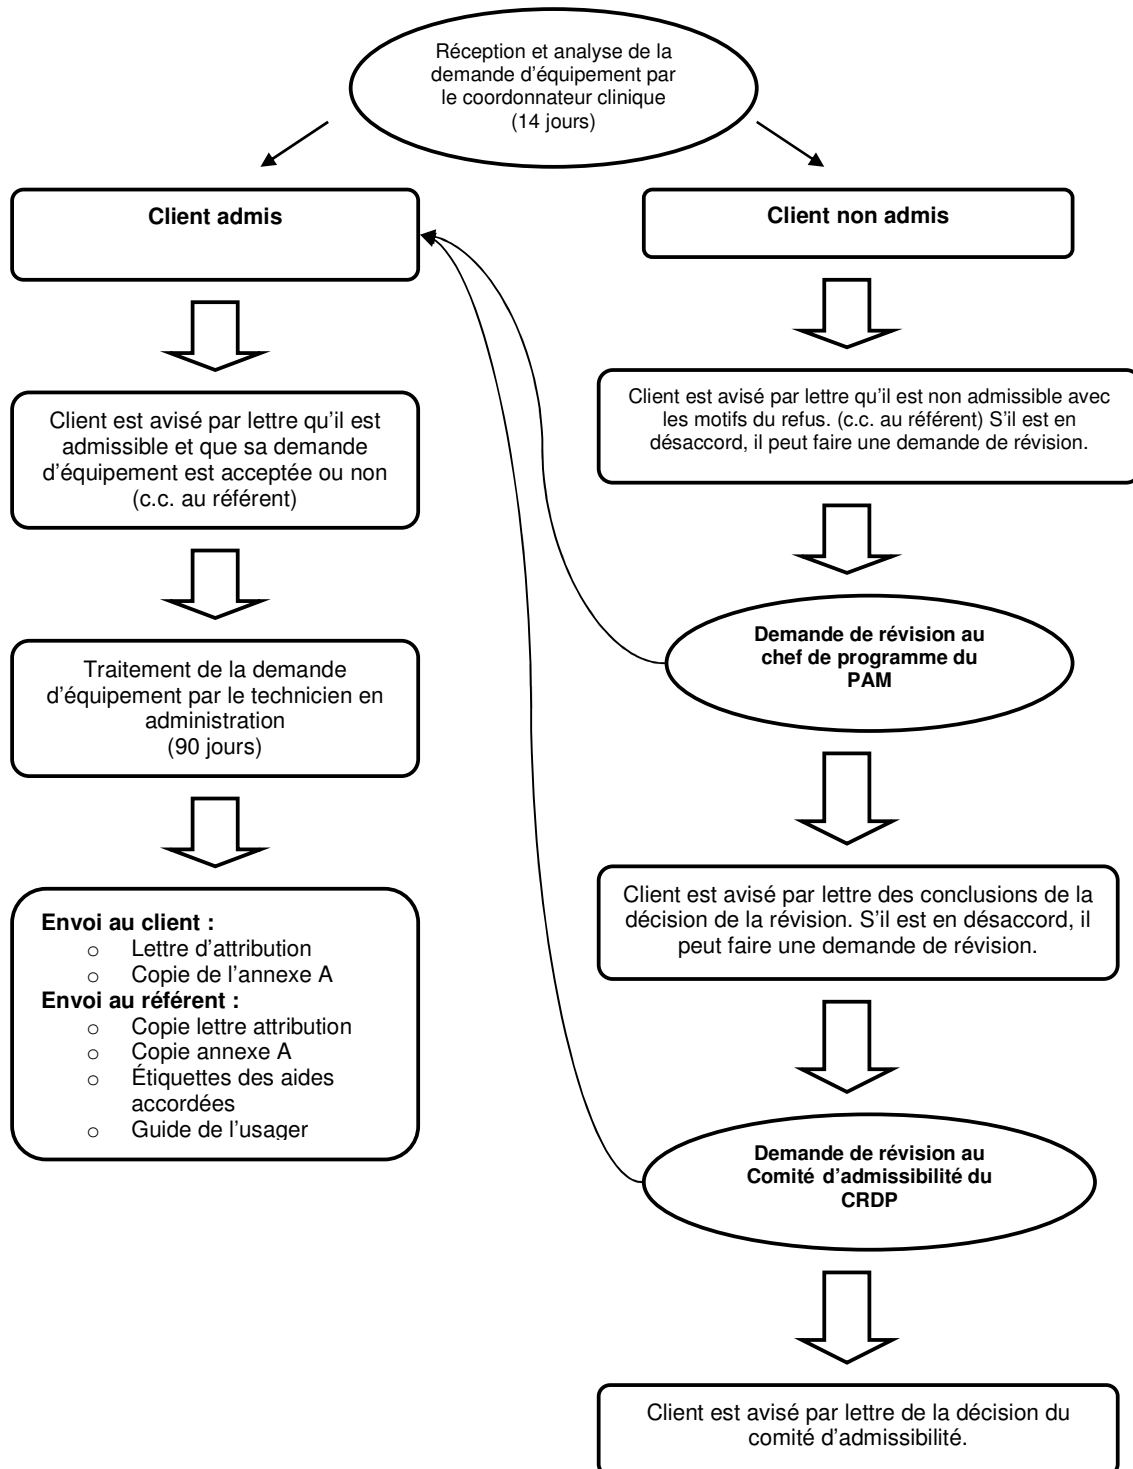 Réception et analyse de la
demande d'équipement par
le coordonnateur clinique
(14 jours)
Client admis
Client est avisé par lettre qu'il est
admissible et que sa demande
d'équipement est acceptée ou non
(c.c. au référent)
Traitement de la demande
d'équipement par le technicien en
administration
(90 jours)
Envoi au client :
o Lettre d'attribution
o Copie de l'annexe A
Envoi au référent :
o Copie lettre attribution
o Copie annexe A
o Étiquettes des aides
accordées
o Guide de l'usager
Client non admis
Client est avisé par lettre qu'il est non admissible avec
les motifs du refus. (c.c. au référent) S'il est en
désaccord, il peut faire une demande de révision.
Demande de révision au
chef de programme du
PAM
Client est avisé par lettre des conclusions de la
décision de la révision. S'il est en désaccord, il
peut faire une demande de révision.
Demande de révision au
Comité d'admissibilité du
CRDP
Client est avisé par lettre de la décision du
comité d'admissibilité.